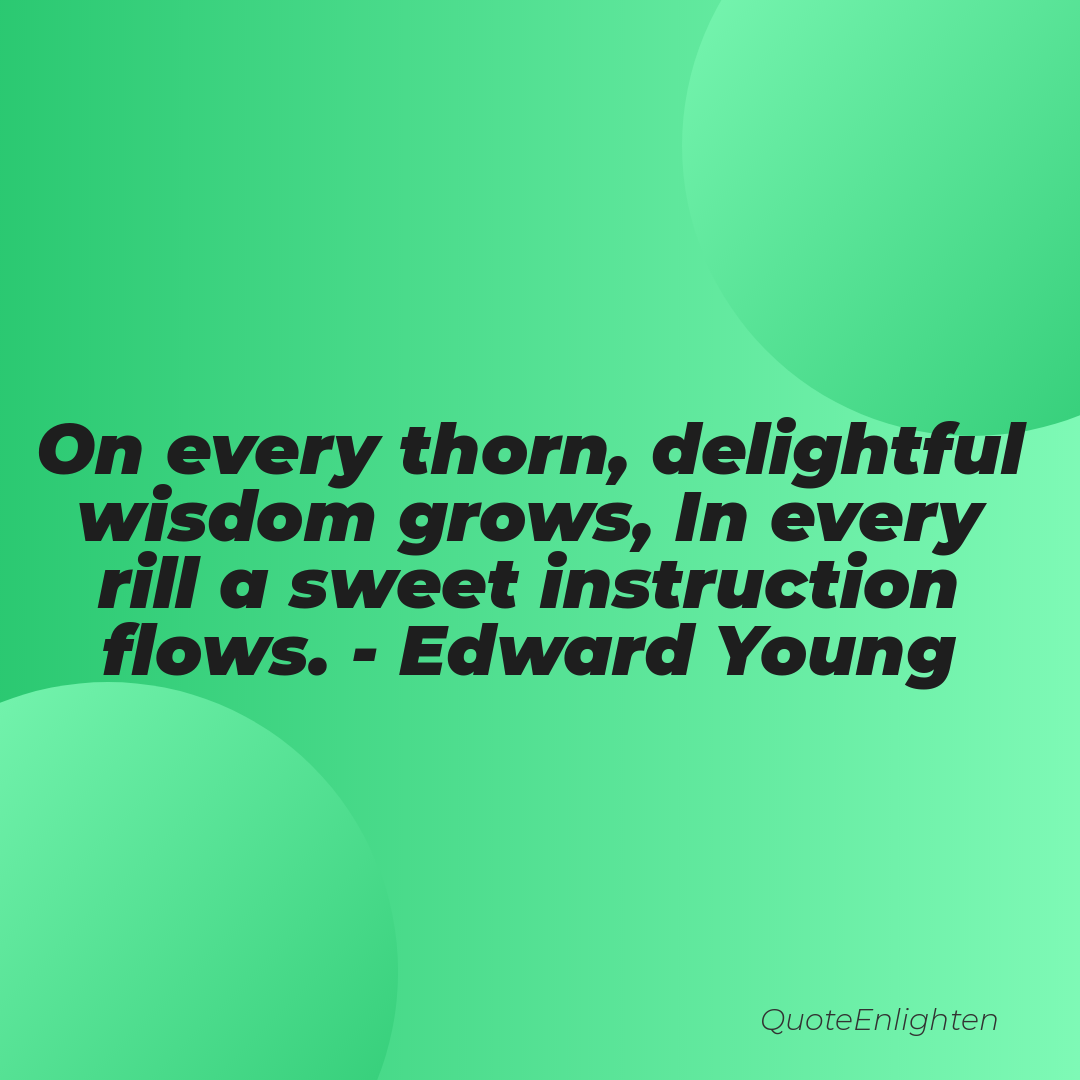 On every thorn, delightful
wisdom grows, In every
rill a sweet instruction
flows. - Edward Young
QuoteEnlighten